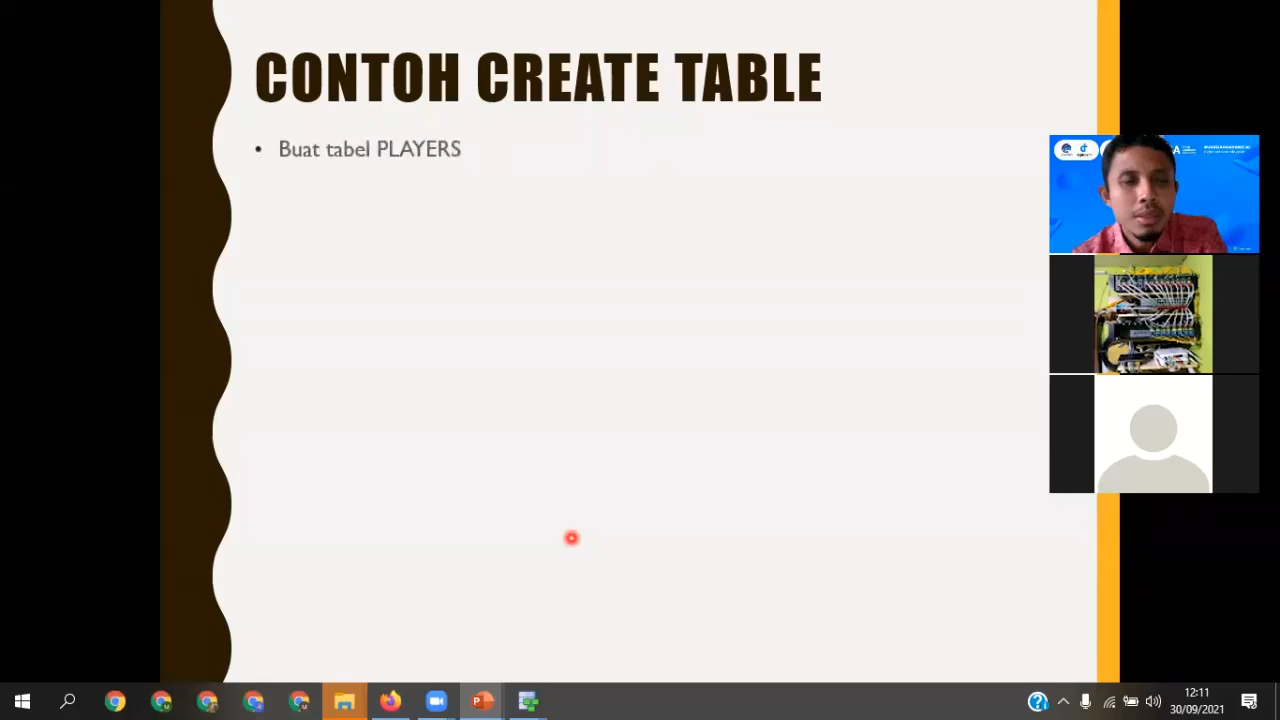 CONTOH CREATE TABLE
• Buat tabel PLAYERS
12:11
30/09/2021